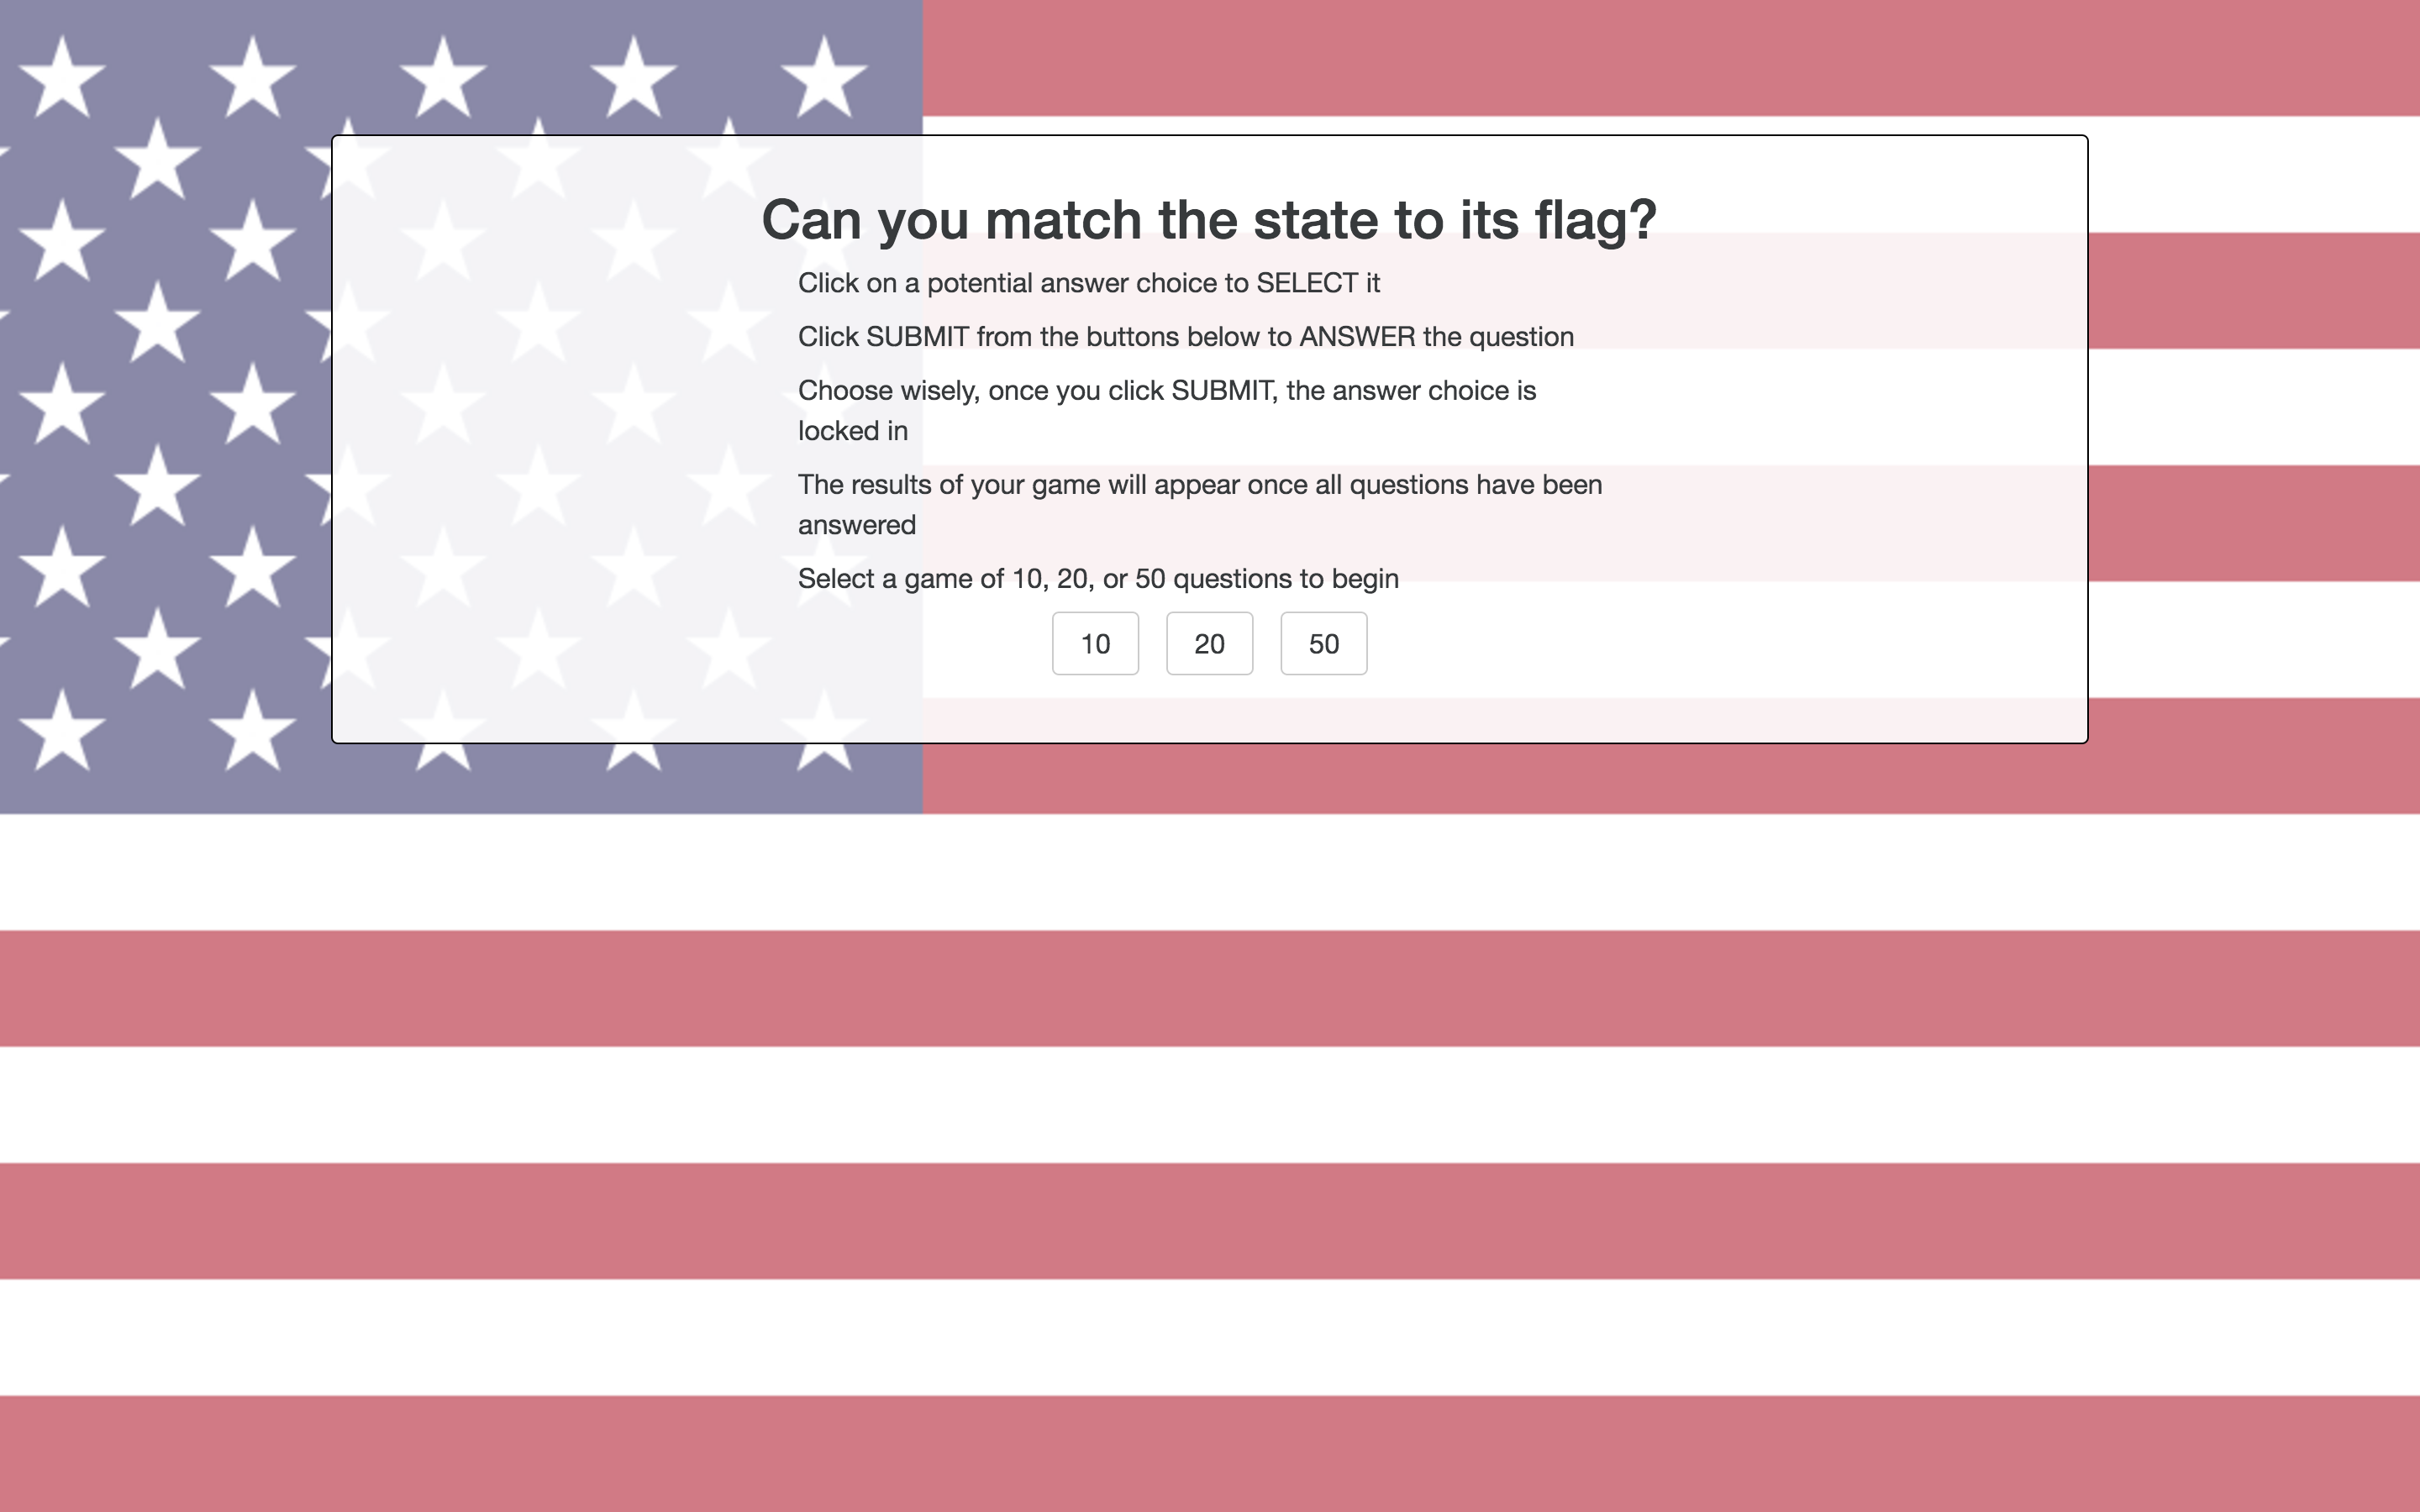 Can you match the state to its flag?
Click on a potential answer choice to SELECT it
Click SUBMIT from the buttons below to ANSWER the question
Choose wisely, once you click SUBMIT, the answer choice is
locked in
The results of your game will appear once all questions have been
answered
Select a game of 10, 20, or 50 questions to begin
10 20 50